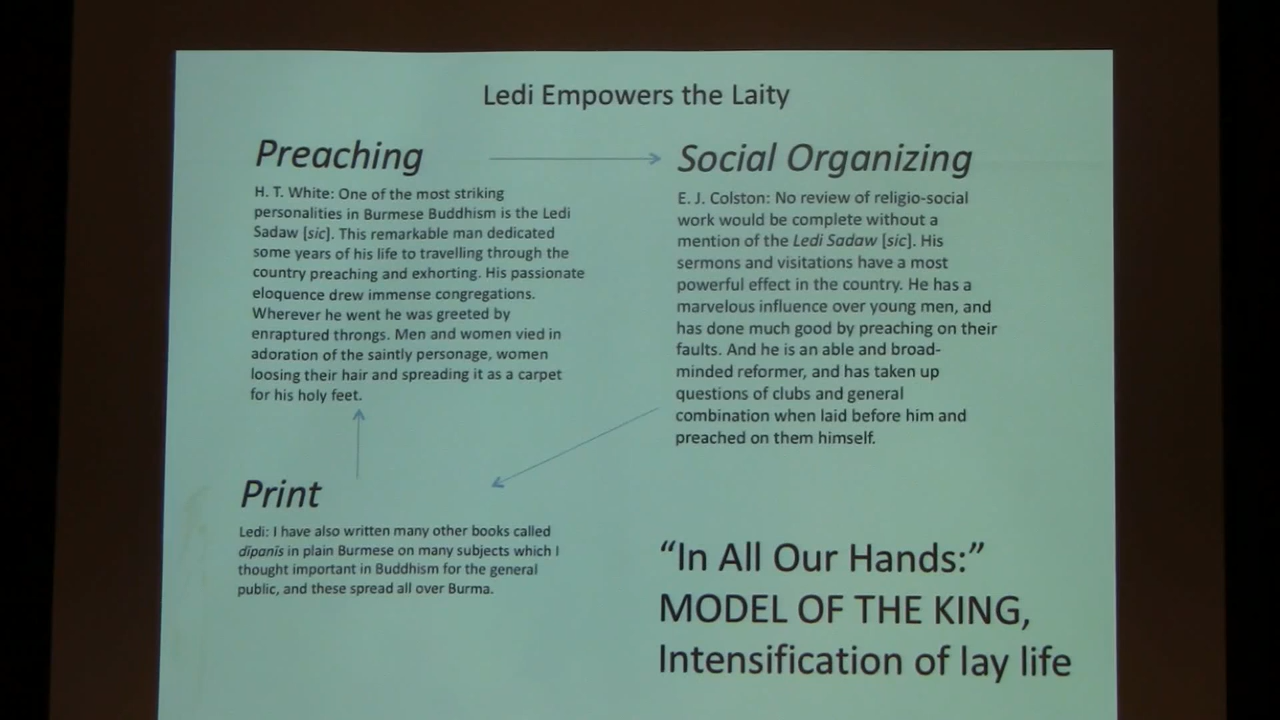 Ledi Empowers the Laity
Preaching
H. T. White: One of the most striking
personalities in Burmese Buddhism is the Ledi
Sadaw [sic]. This remarkable man dedicated
some years of his life to travelling through the
country preaching and exhorting. His passionate
eloquence drew immense congregations.
Wherever he went he was greeted by
enraptured throngs. Men and women vied in
adoration of the saintly personage, women
loosing their hair and spreading it as a carpet
for his holy feet.
Social Organizing
E. J. Colston: No review of religio-social
work would be complete without a
mention of the Ledi Sadaw [sic]. His
sermons and visitations have a most
powerful effect in the country. He has a
marvelous influence over young men, and
has done much good by preaching on their
faults. And he is an able and broad-
minded reformer, and has taken up
questions of clubs and general
combination when laid before him and
preached on them himself.
Print
Ledi: I have also written many other books called
dīpanīs in plain Burmese on many subjects which I
thought important in Buddhism for the general
public, and these spread all over Burma.
“In All Our Hands:”
MODEL OF THE KING,
Intensification of lay life